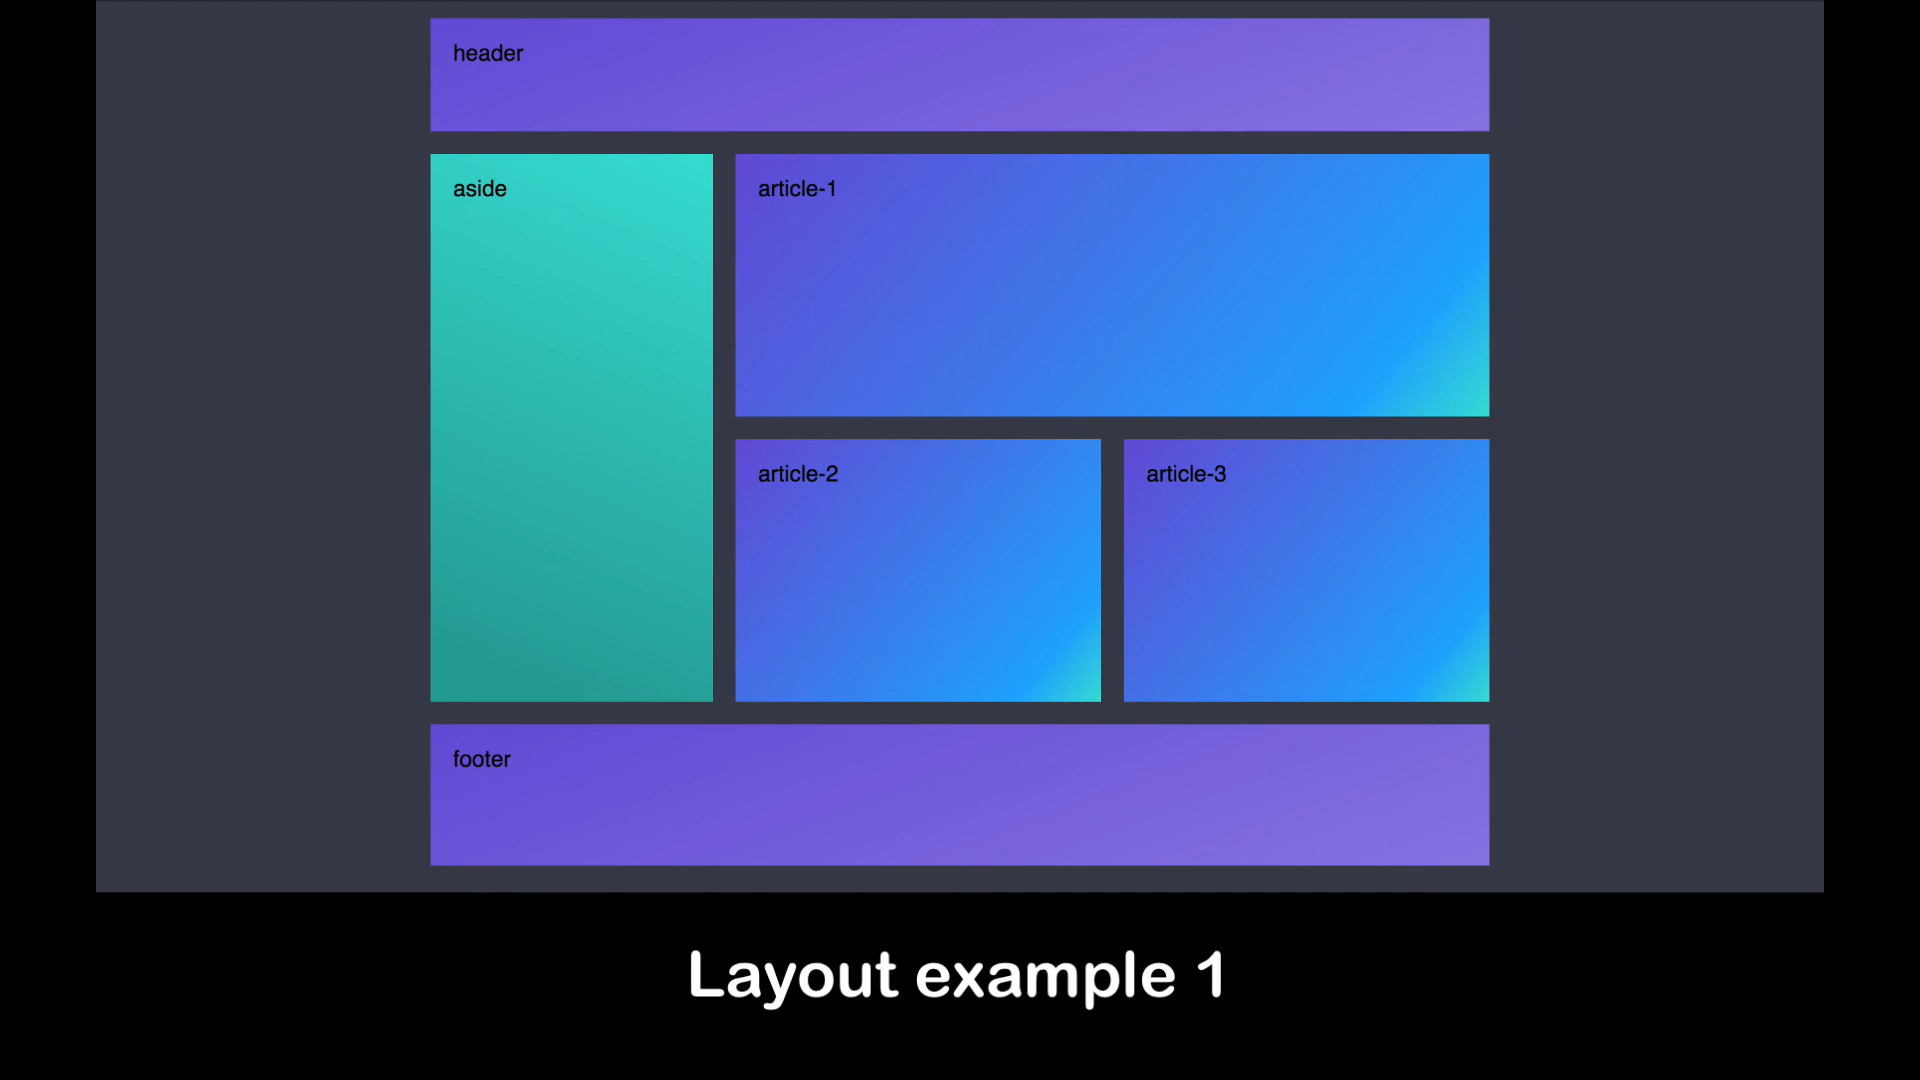 header
aside
article-1
article-2
article-3
footer
Layout example 1